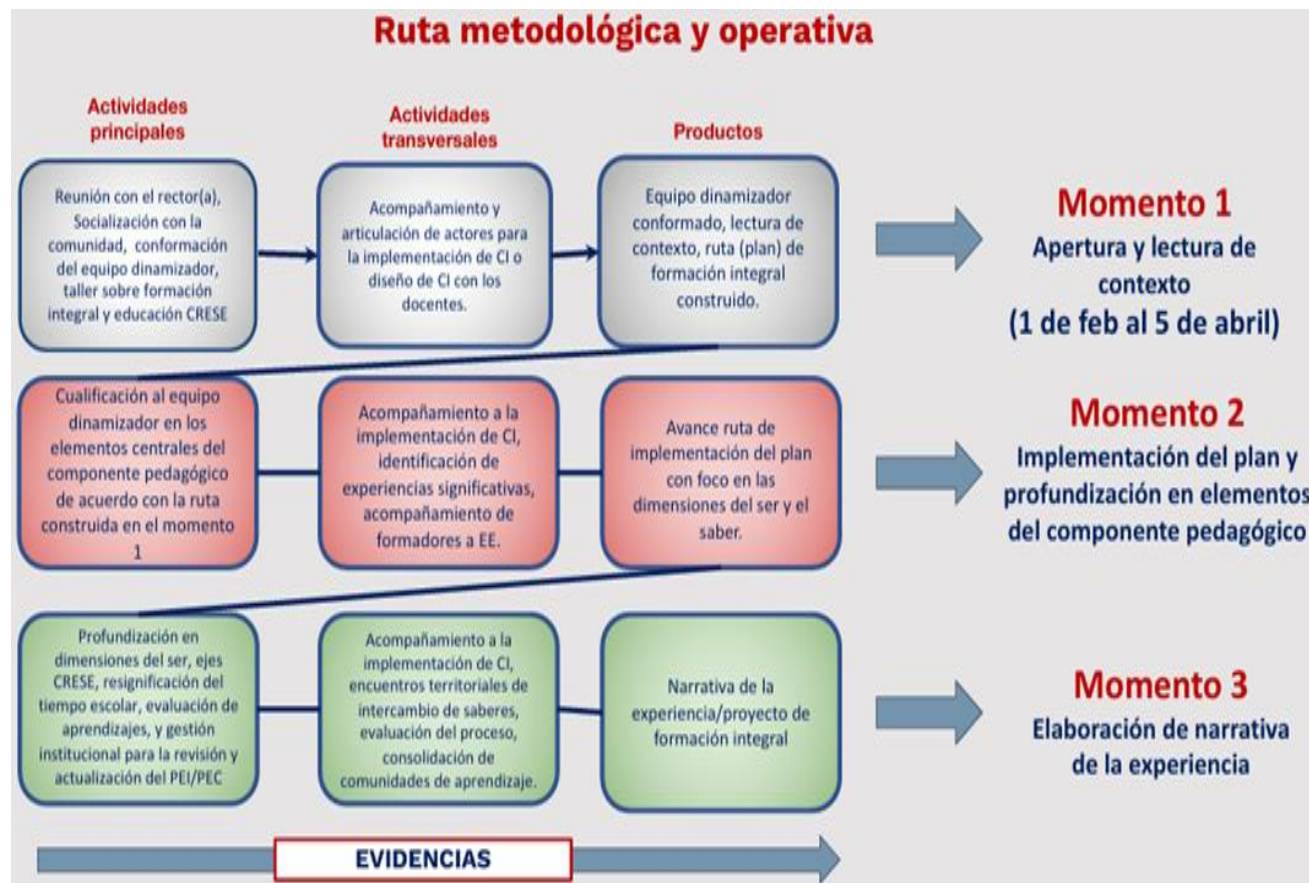 Ruta metodológica y operativa
Actividades
principales
Actividades
transversales
Productos
Reunión con el rector(a),
Socialización con la
comunidad, conformación
del equipo dinamizador,
taller sobre formación
integral y educación CRESE
Acompañamiento y
articulación de actores para
la implementación de CI o
diseño de CI con los
docentes.
Equipo dinamizador
conformado, lectura de
contexto, ruta (plan) de
formación integral
construido.
Momento 1
Apertura y lectura de
contexto
(1 de feb al 5 de abril)
Cualificación al equipo
dinamizador en los
elementos centrales del
componente pedagógico
de acuerdo con la ruta
construida en el momento
1
Acompañamiento a la
implementación de CI,
identificación de
experiencias significativas,
acompañamiento de
formadores a EE.
Avance ruta de
implementación del plan
con foco en las
dimensiones del ser y el
saber.
Momento 2
Implementación del plan y
profundización en elementos
del componente pedagógico
Profundización en
dimensiones del ser, ejes
CRESE, resignificación del
tiempo escolar, evaluación de
aprendizajes, y gestión
institucional para la revisión y
actualización del PEI/PEC
Acompañamiento a la
implementación de CI,
encuentros territoriales de
intercambio de saberes,
evaluación del proceso,
consolidación de
comunidades de aprendizaje.
Narrativa de la
experiencia/proyecto de
formación integral
Momento 3
Elaboración de narrativa
de la experiencia
EVIDENCIAS